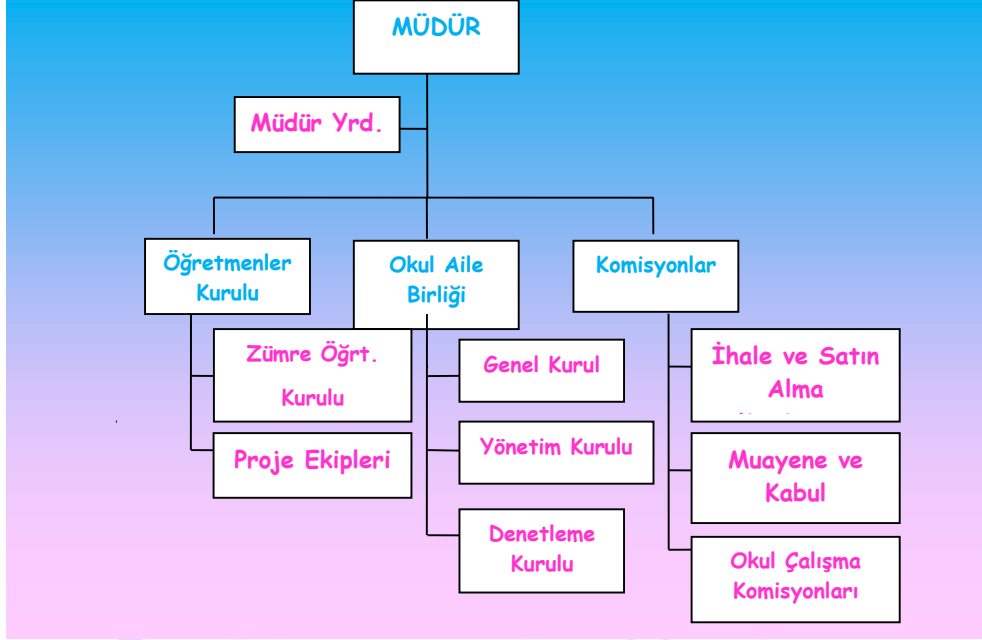 MÜDÜR
Müdür Yrd.
Öğretmenler
Kurulu
Okul Aile
Birliği
Komisyonlar
Zümre Öğrt.
Kurulu
Proje Ekipleri
Genel Kurul
Yönetim Kurulu
Denetleme
Kurulu
İhale ve Satın
Alma
Muayene ve
Kabul
Okul Çalışma
Komisyonları